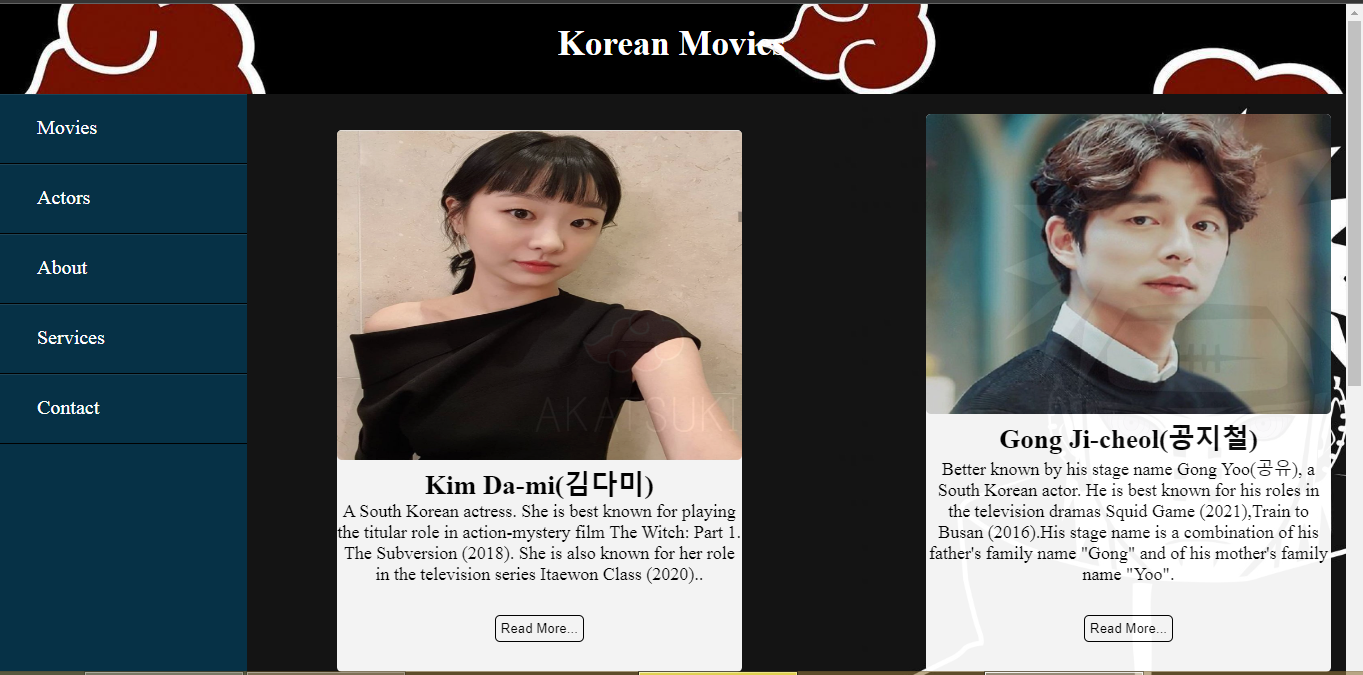 Korean Movies
Movies
Actors
About
Services
Contact
AKATSUKI
Kim Da-mi(김다미)
A South Korean actress. She is best known for playing
the titular role in action-mystery film The Witch: Part 1.
The Subversion (2018). She is also known for her role
in the television series Itaewon Class (2020)..
Read More...
Gong Ji-cheol(공지철)
Better known by his stage name Gong Yoo(공유), a
South Korean actor. He is best known for his roles in
the television dramas Squid Game (2021),Train to
Busan (2016).His stage name is a combination of his
father's family name "Gong" and of his mother's family
name "Yoo".
Read More...